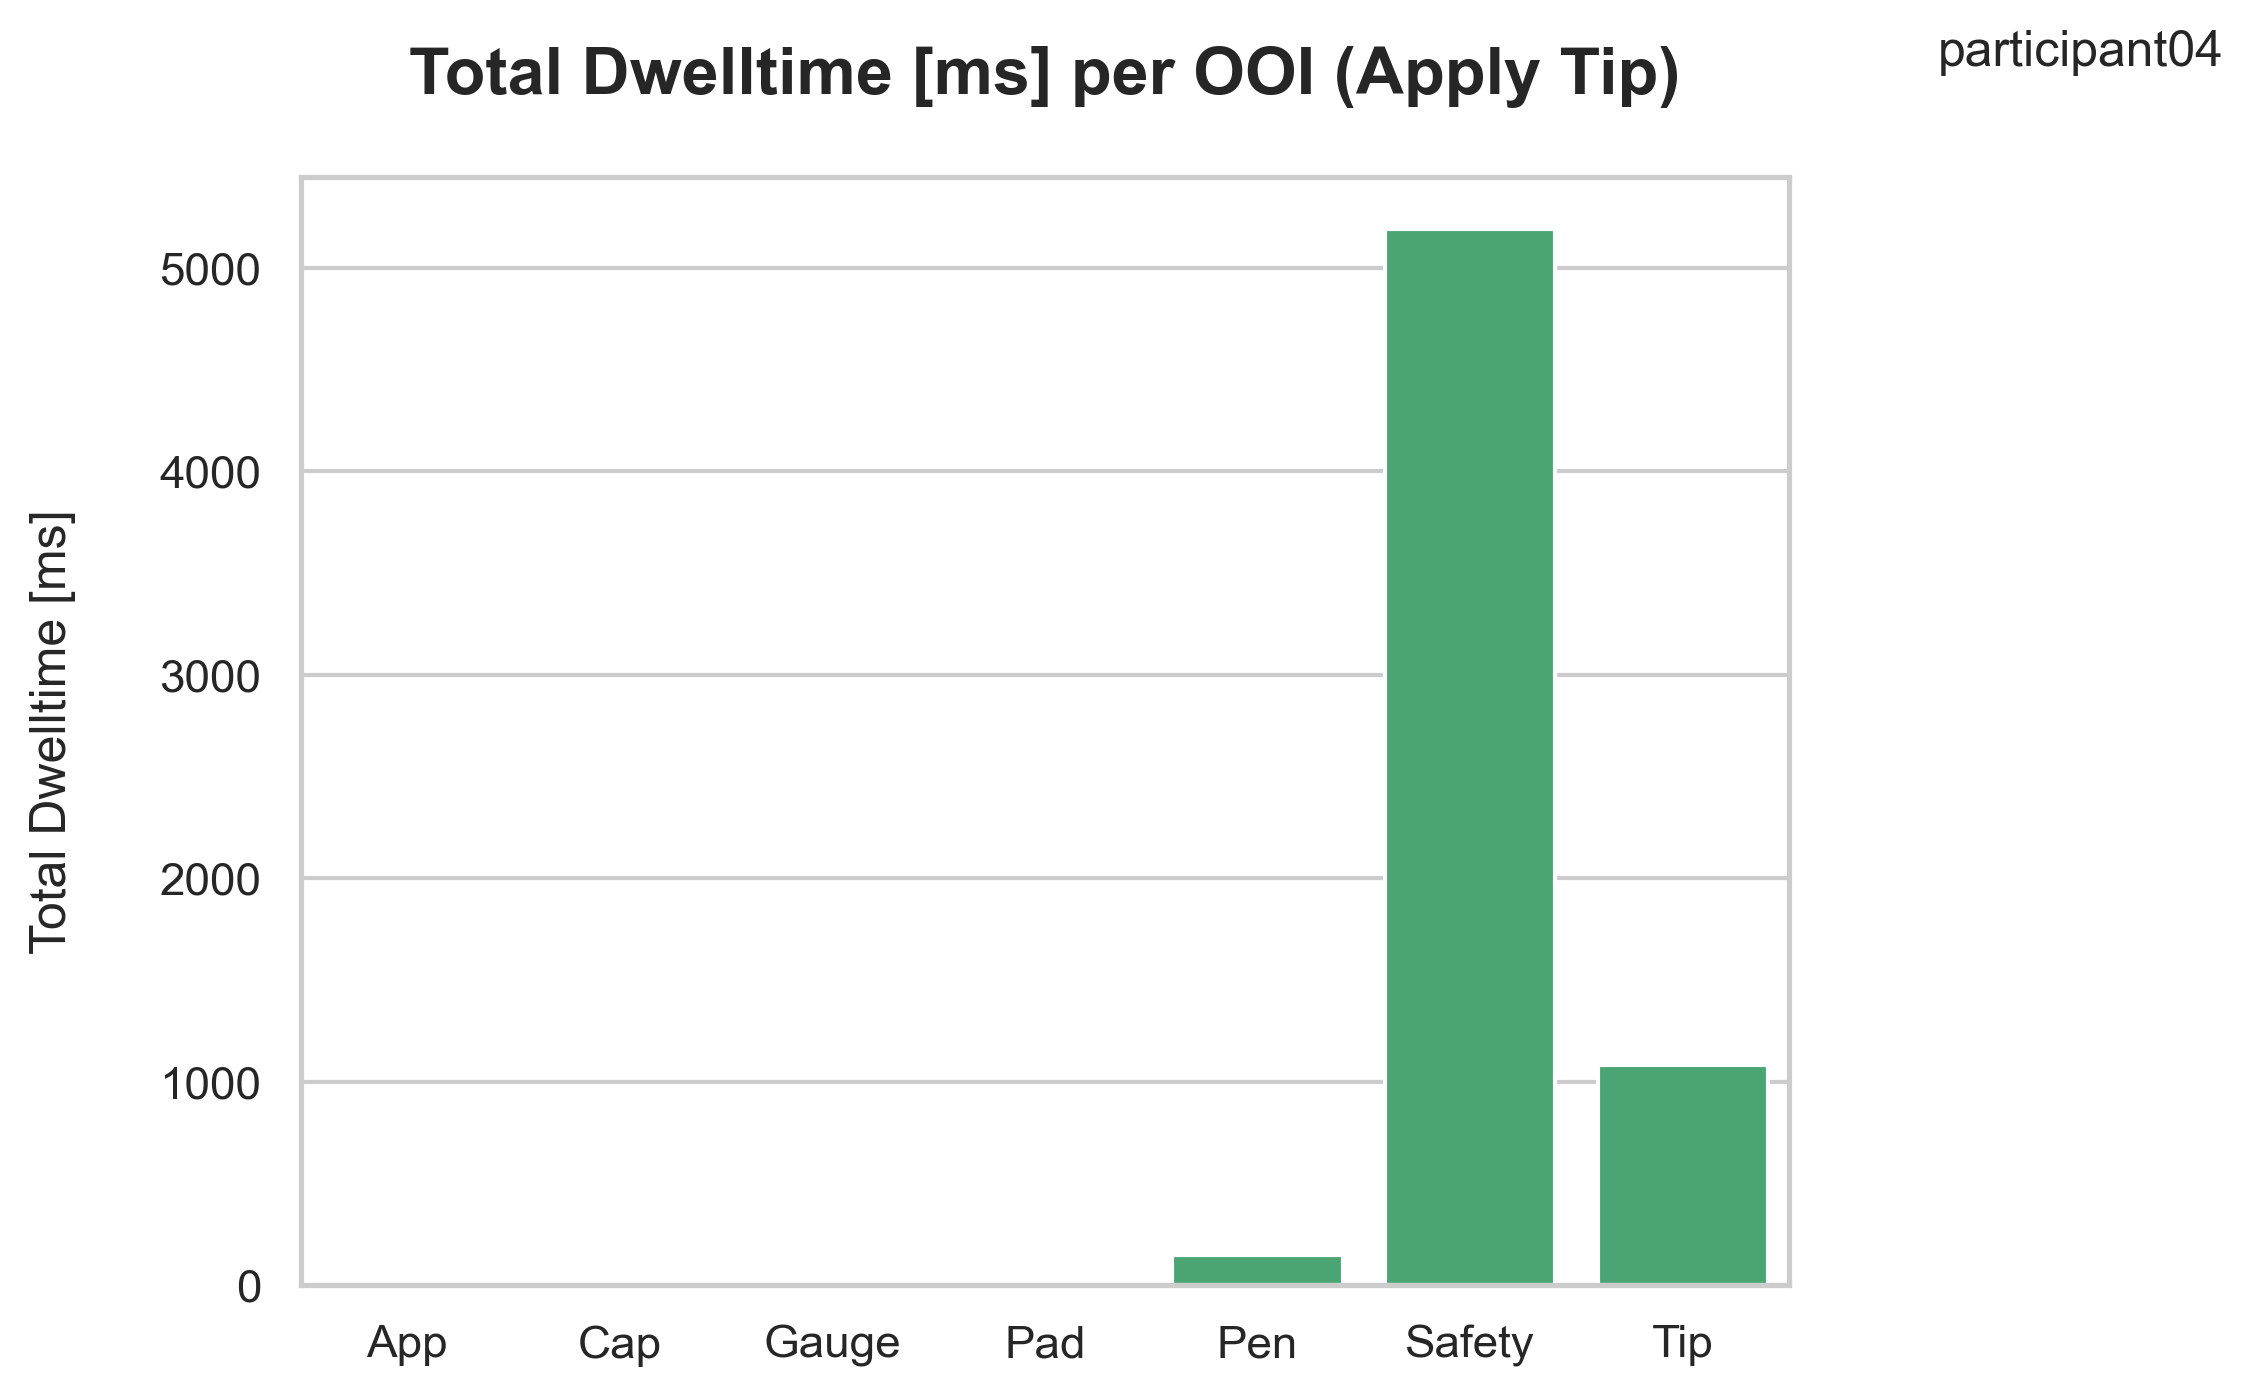 participant04
Total Dwelltime [ms] per OOI (Apply Tip)
Total Dwelltime [ms]
5000
4000
3000
2000
1000
0
App Cap Gauge Pad Pen Safety Tip